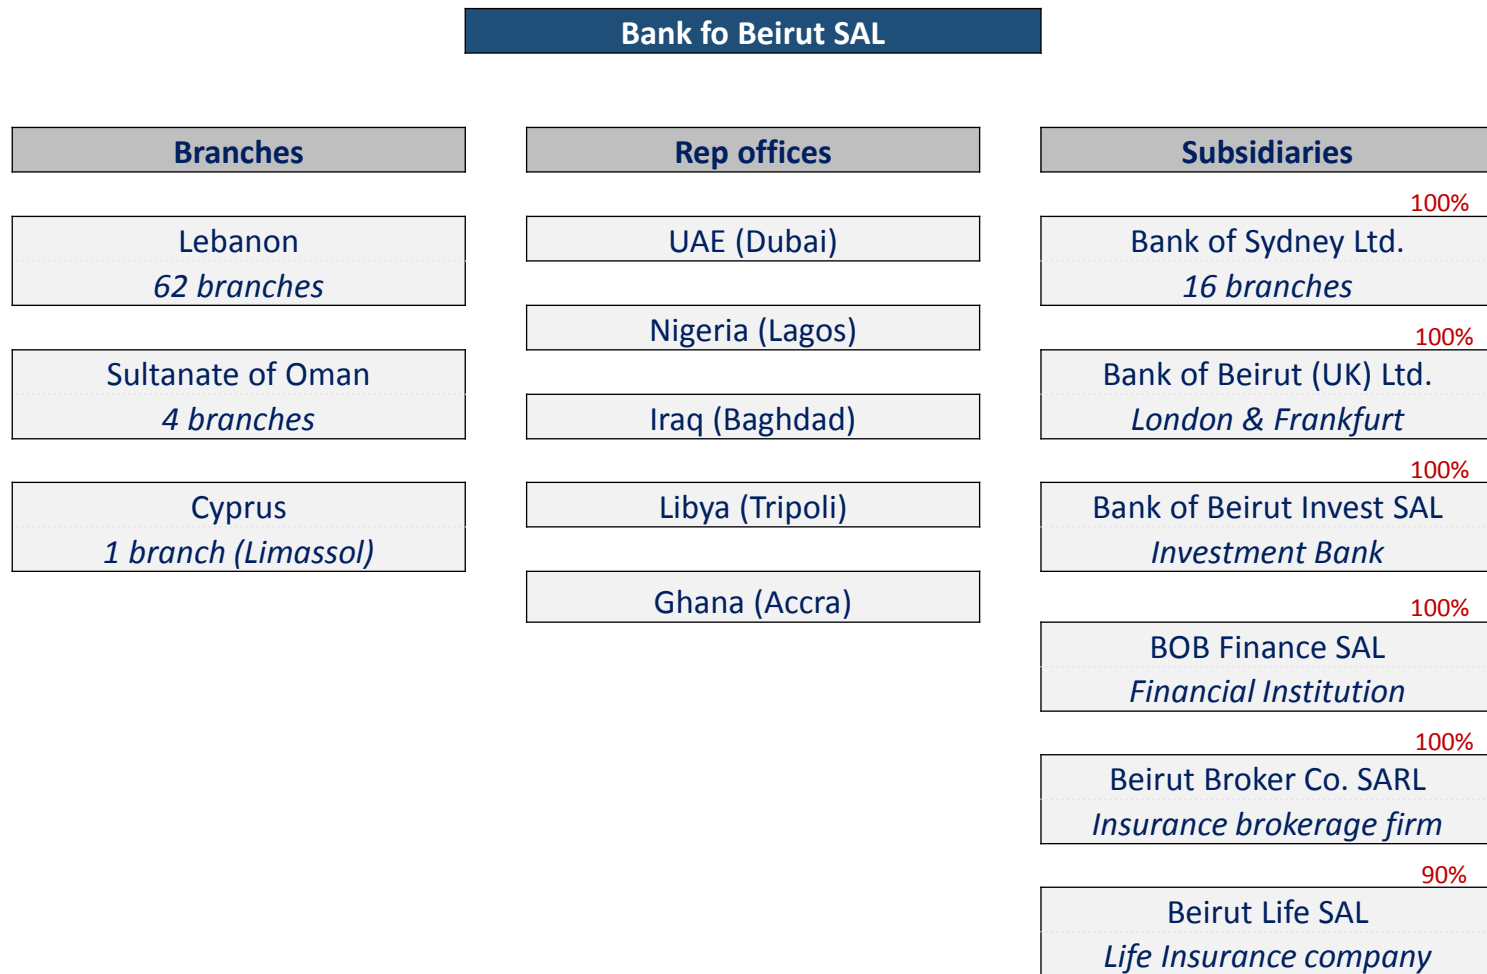 Bank fo Beirut SAL
Branches
Lebanon
62 branches
Sultanate of Oman
4 branches
Cyprus
1 branch (Limassol)
Rep offices
UAE (Dubai)
Nigeria (Lagos)
Iraq (Baghdad)
Libya (Tripoli)
Ghana (Accra)
Subsidiaries
100%
Bank of Sydney Ltd.
16 branches
100%
Bank of Beirut (UK) Ltd.
London & Frankfurt
100%
Bank of Beirut Invest SAL
Investment Bank
100%
BOB Finance SAL
Financial Institution
100%
Beirut Broker Co. SARL
Insurance brokerage firm
90%
Beirut Life SAL
Life Insurance company